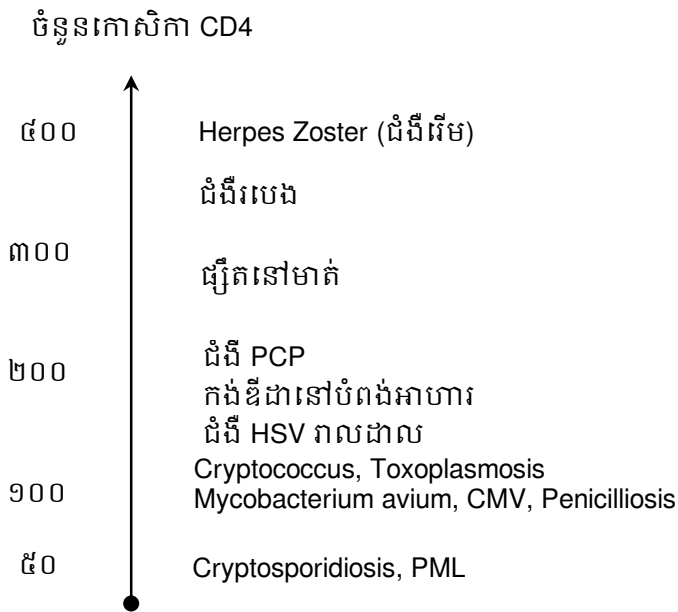 ចំនួនកោសិកា CD4
៤០០ Herpes Zoster (ជំងឺរើម)
ជំងឺរបេង
៣០០
ផ្សឹតនៅមាត់
ជំងឺ PCP
២០០
កង់ឌីដានៅបំពង់អាហារ
ជំងឺ HSV រាលដាល
Cryptococcus, Toxoplasmosis
១០០ Mycobacterium avium, CMV, Penicilliosis
៥០ Cryptosporidiosis, PML